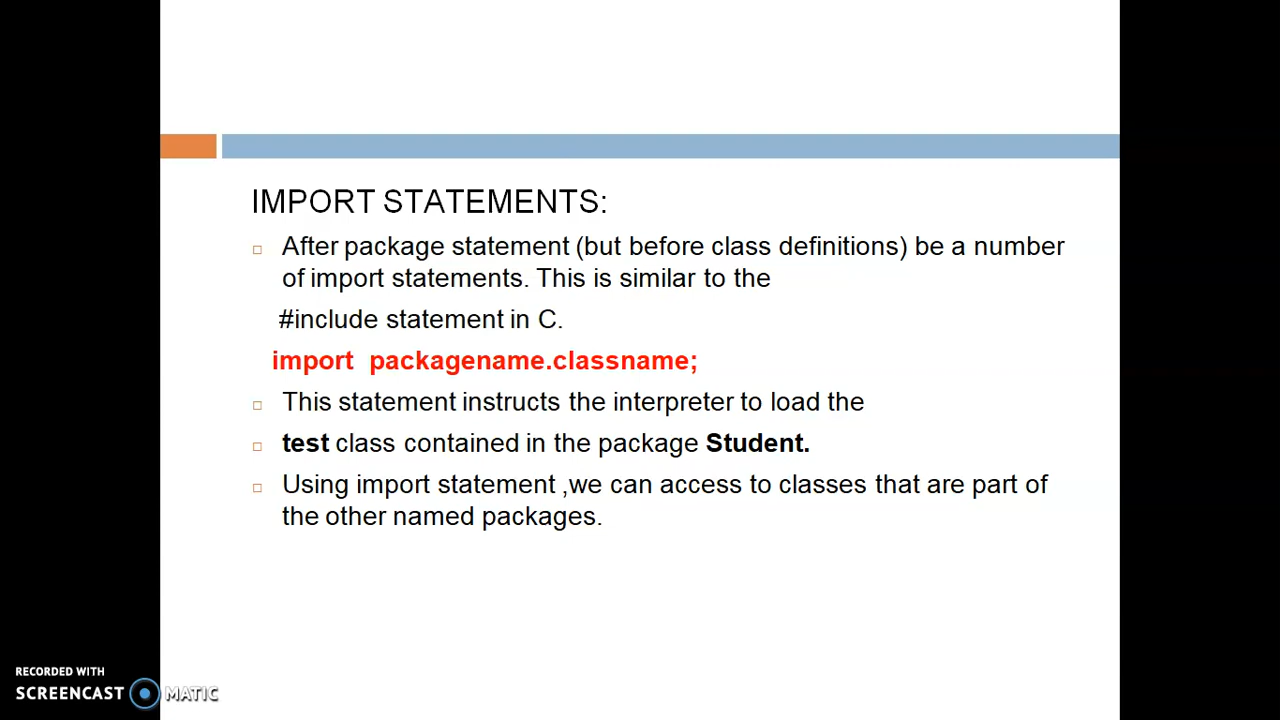 IMPORT STATEMENTS:
After package statement (but before class definitions) be a number
of import statements. This is similar to the
#include statement in C.
import packagename.classname;
This statement instructs the interpreter to load the
test class contained in the package Student.
Using import statement ,we can access to classes that are part of
the other named packages.
RECORDED WITH
SCREENCAST MATIC